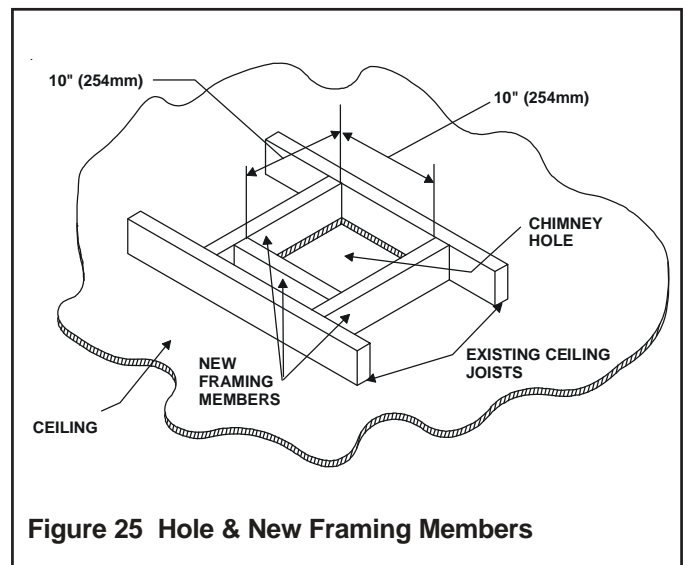 10" (254mm)
10" (254mm)
CHIMNEY
HOLE
EXISTING CEILING
JOISTS
NEW
FRAMING
MEMBERS
CEILING
Figure 25 Hole & New Framing Members